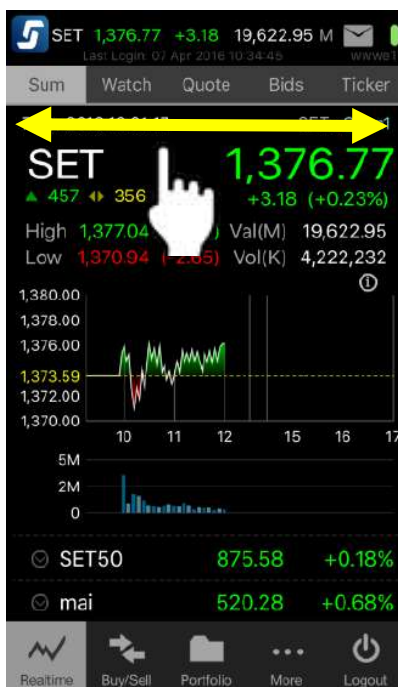 SET 1,376.77 +3.18 19,622.95 M
Last Login: 07 Apr 2016 10:34:45
Sum Watch Quote Bids Ticker
SET 1,376.77
457 356 +3.18 (+0.23%)
High 1,377.04 Val(M) 19,622.95
Low 1,370.94 (-2.65) Vol(K) 4,222,232
1,380.00
1,378.00
1,376.00
1,373.59
1,372.00
1,370.00
10 11 12 15 16 17
5M
2M
0
SET50 875.58 +0.18%
mai 520.28 +0.68%
Realtime Buy/Sell Portfolio More Logout